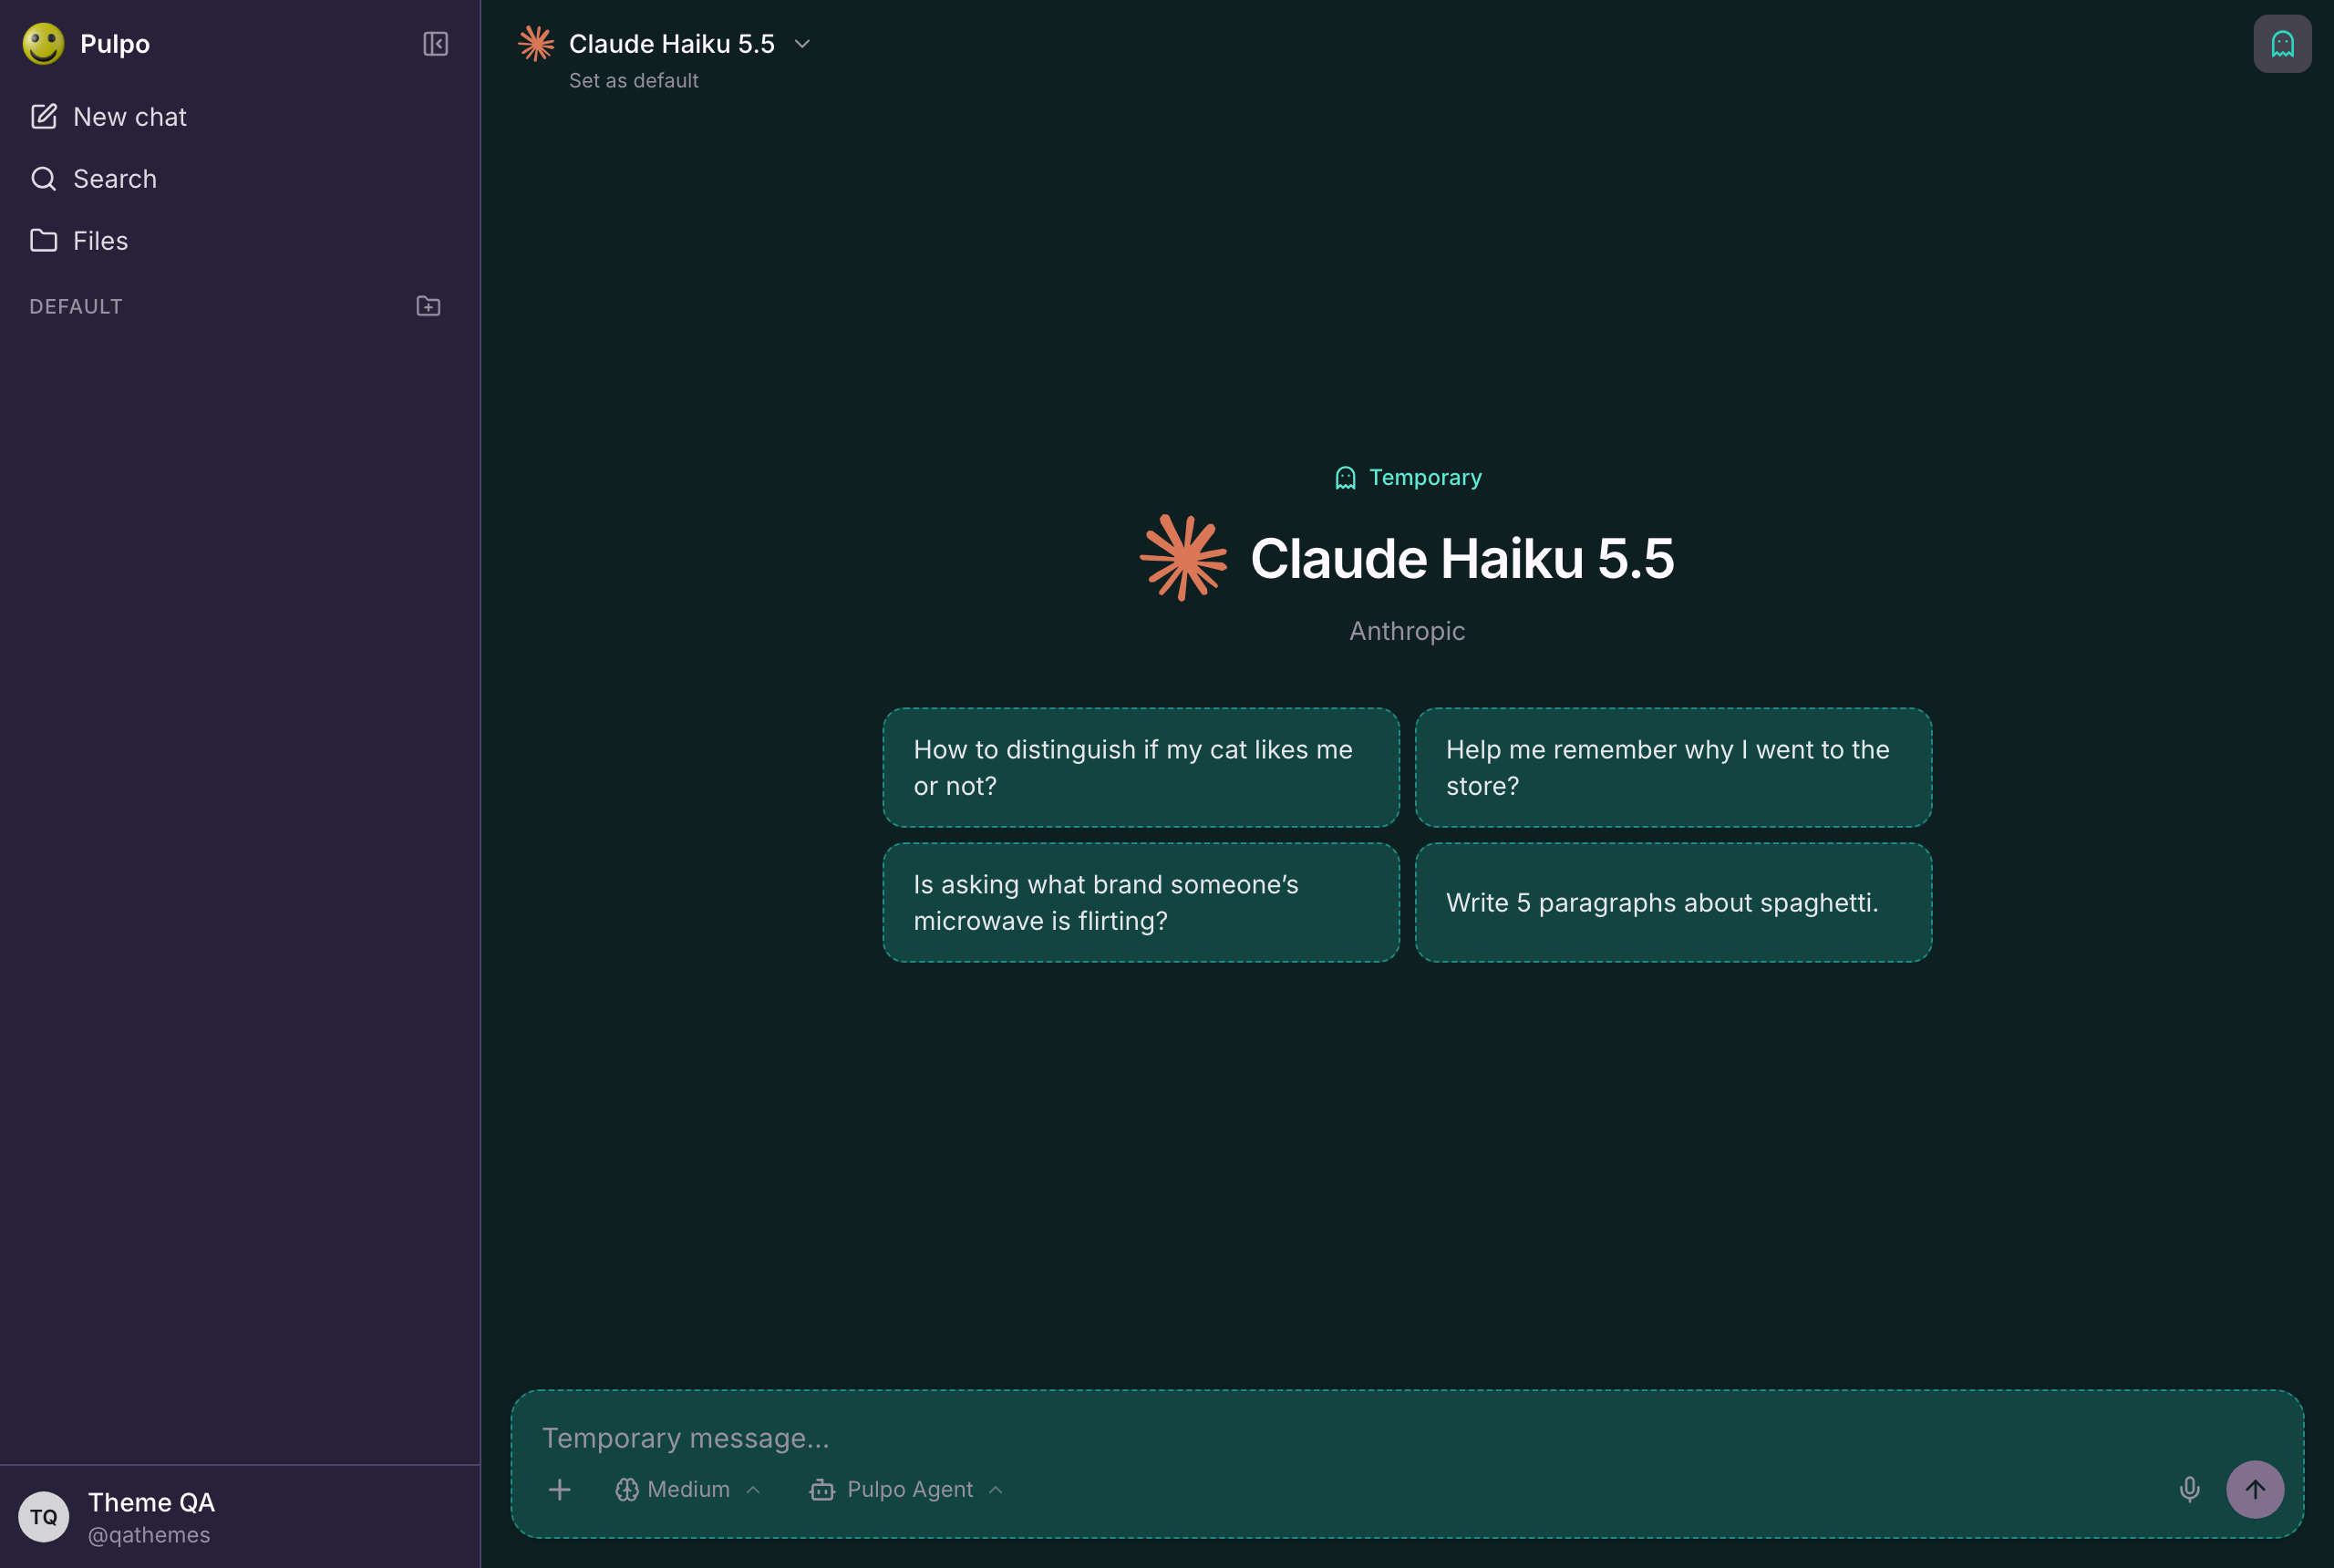 Pulpo
New chat
Search
Files
DEFAULT
Theme QA
@qathemes
TQ
Claude Haiku 5.5
Set as default
Temporary
Claude Haiku 5.5
Anthropic
How to distinguish if my cat likes me
or not?
Help me remember why I went to the
store?
Is asking what brand someone’s
microwave is flirting?
Write 5 paragraphs about spaghetti.
Temporary message...
Medium
Pulpo Agent